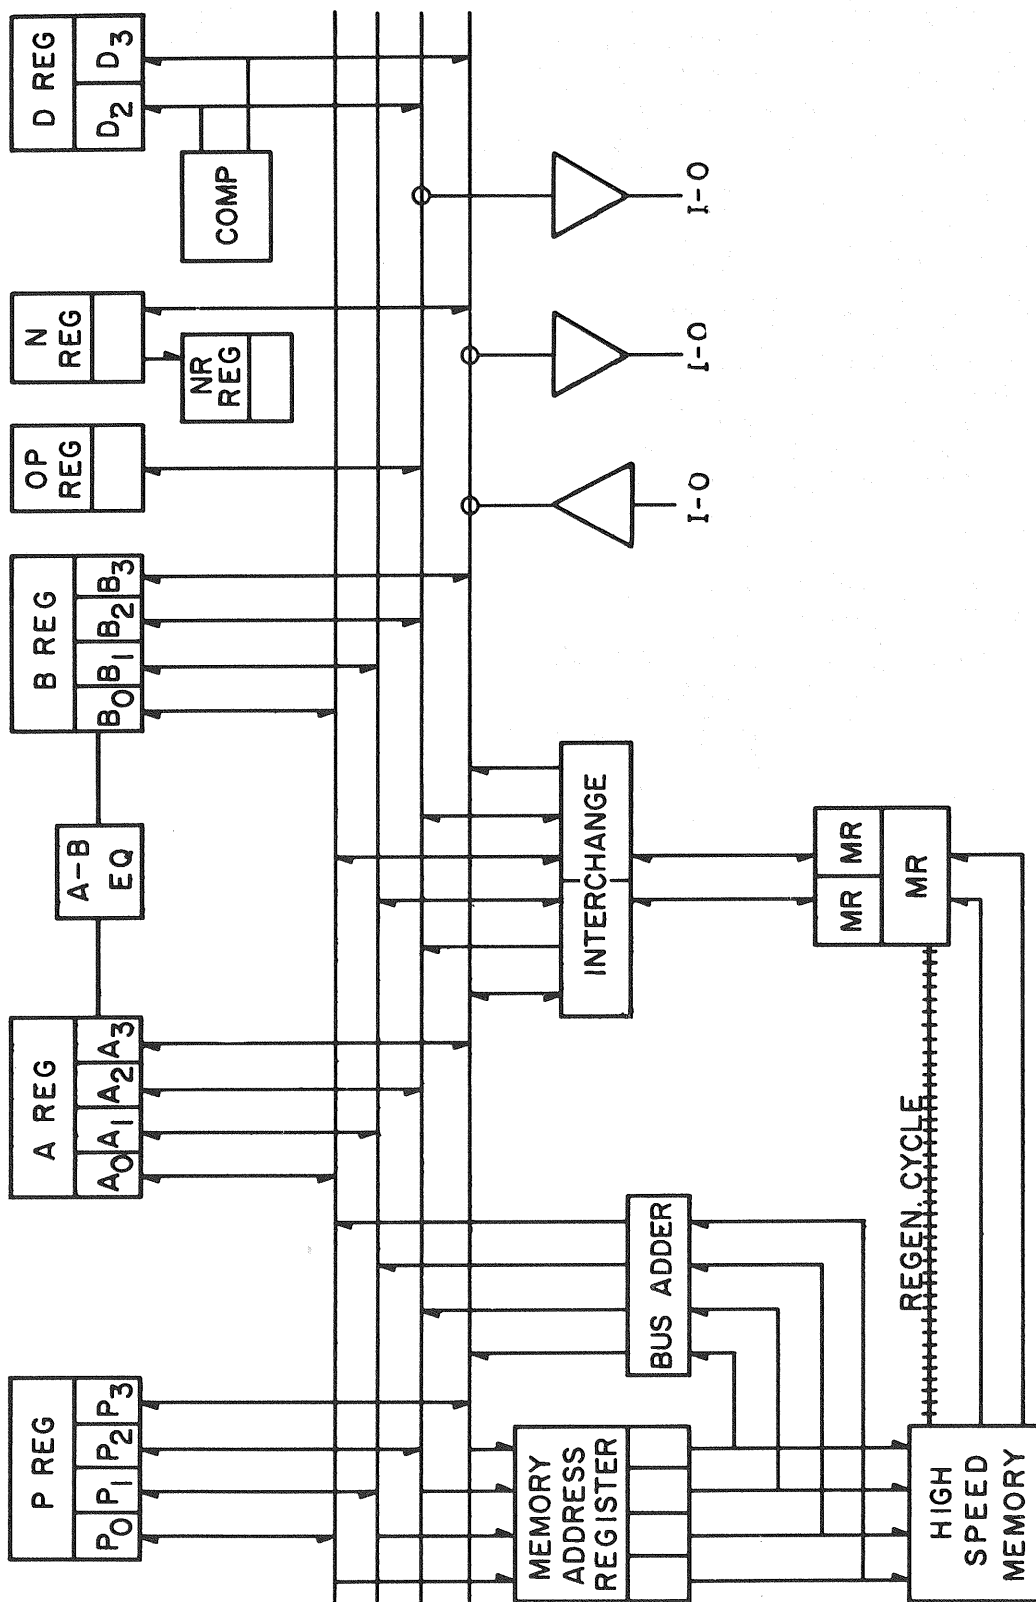 P REG
P0 P1 P2 P3
A REG
A0 A1 A2 A3
A-B
EQ
B REG
B0 B1 B2 B3
OP
REG
N
REG
NR
REG
D REG
D2 D3
COMP
MEMORY
ADDRESS
REGISTER
BUS ADDER
INTERCHANGE
I-O
I-O
I-O
HIGH
SPEED
MEMORY
REGEN. CYCLE
MR MR
MR